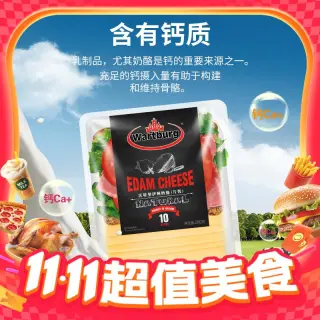 含有钙质
乳制品，尤其奶酪是钙的重要来源之一。
充足的钙摄入量有助于构建
和维持骨骼。
钙Ca+
钙Ca+
Wartburg
EDAM CHEESE
10
11·11超值美食